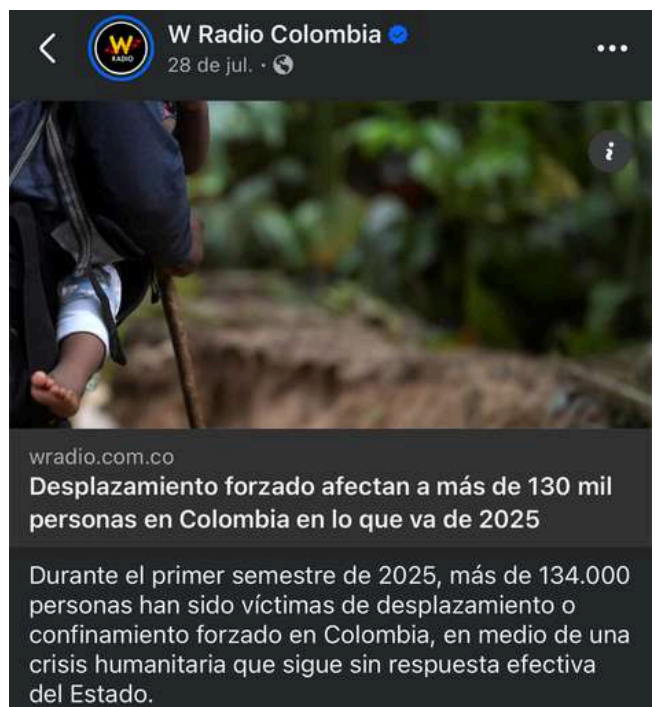 W Radio Colombia
28 de jul. ·
W
RADIO
i
wradio.com.co
Desplazamiento forzado afectan a más de 130 mil
personas en Colombia en lo que va de 2025
Durante el primer semestre de 2025, más de 134.000
personas han sido víctimas de desplazamiento o
confinamiento forzado en Colombia, en medio de una
crisis humanitaria que sigue sin respuesta efectiva
del Estado.